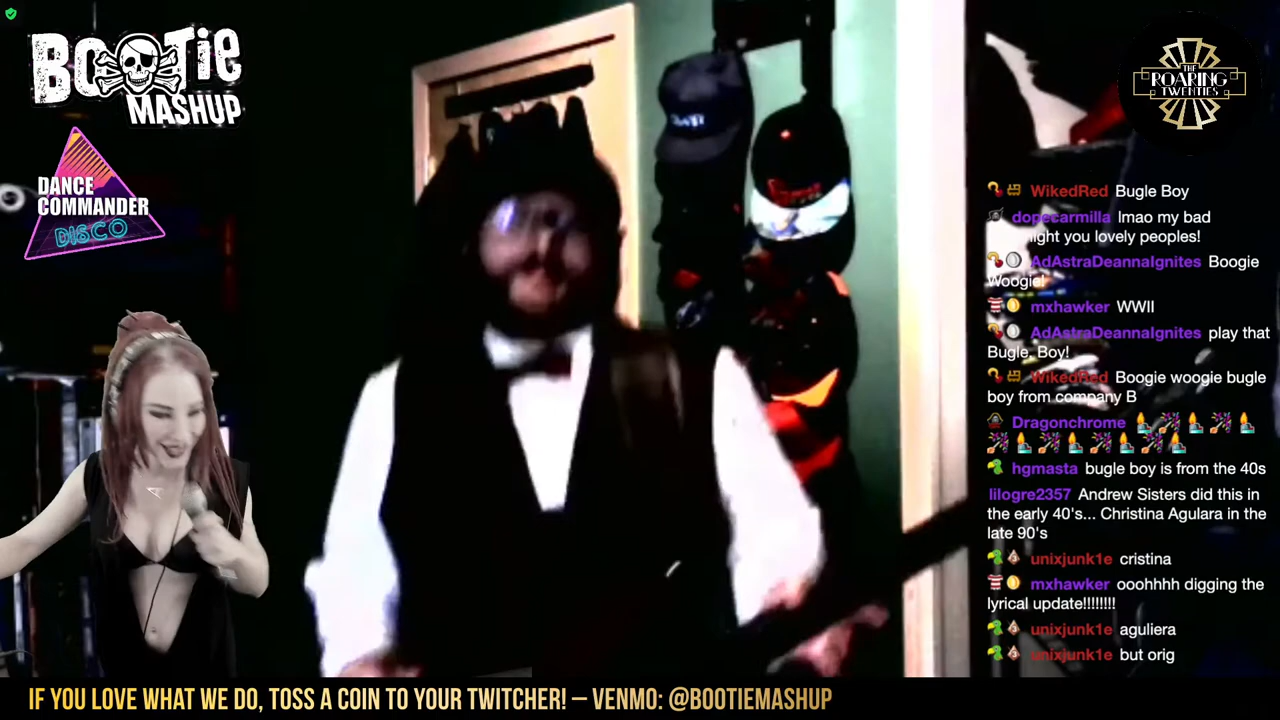 BOOTie
MASHUP
DANCE
COMMANDER
DISCO
THE
ROARING
TWENTIES
WikedRed Bugle Boy
dopecarmilla lmao my bad
night you lovely peoples!
AdAstraDeannaIgnites Boogie
Woogie!
mxhawker WWII
AdAstraDeannaIgnites play that
Bugle, Boy!
WikedRed Boogie woogie bugle
boy from company B
Dragonchrome
hgmasta bugle boy is from the 40s
lilogre2357 Andrew Sisters did this in
the early 40's... Christina Agulara in the
late 90's
unixjunk1e cristina
mxhawker ooohhhh digging the
lyrical update!!!!!!!!
unixjunk1e aguliera
unixjunk1e but orig
IF YOU LOVE WHAT WE DO, TOSS A COIN TO YOUR TWITCHER! – VENMO: @BOOTIEMASHUP